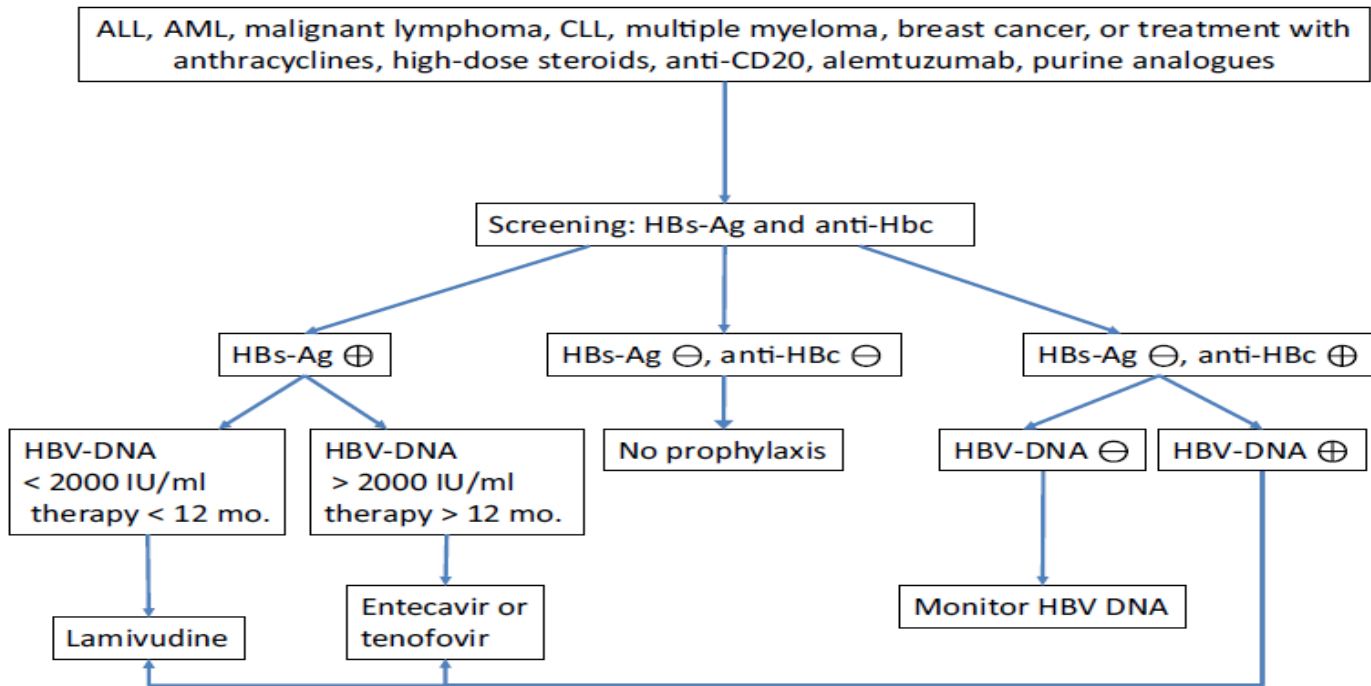 ALL, AML, malignant lymphoma, CLL, multiple myeloma, breast cancer, or treatment with
anthracyclines, high-dose steroids, anti-CD20, alemtuzumab, purine analogues
Screening: HBs-Ag and anti-Hbc
HBs-Ag ⊕
HBs-Ag ⊖, anti-HBc ⊖
HBs-Ag ⊖, anti-HBc ⊕
HBV-DNA
< 2000 IU/ml
therapy < 12 mo.
HBV-DNA
> 2000 IU/ml
therapy > 12 mo.
No prophylaxis
HBV-DNA ⊖
HBV-DNA ⊕
Lamivudine
Entecavir or
tenofovir
Monitor HBV DNA